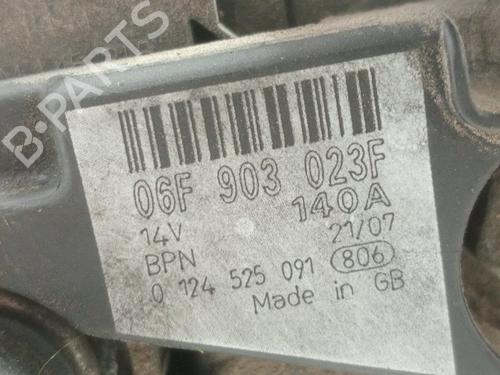 B-PARTS
06F 903 023F
14V 140A
BPN 21/07
0 124 525 091 806
Made in GB